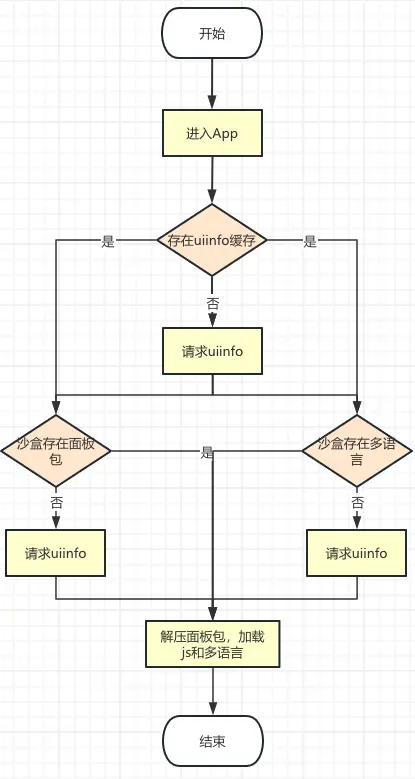 开始
进入App
存在uiinfo缓存
是
是
否
请求uiinfo
沙盒存在面板
包
是
沙盒存在多语
言
否
否
请求uiinfo
请求uiinfo
解压面板包，加载
js和多语言
结束